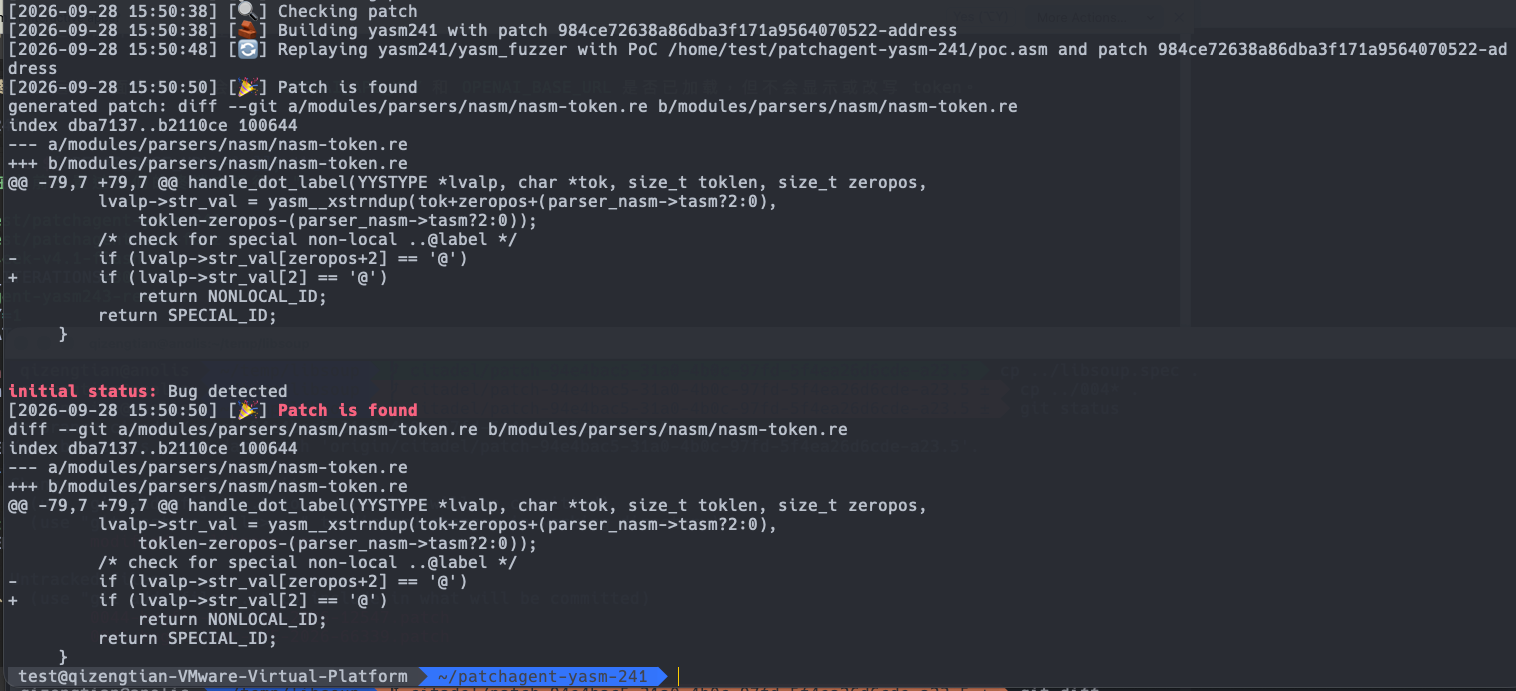 [2026-09-28 15:50:38] [🔍] Checking patch
[2026-09-28 15:50:38] [🧱] Building yasm241 with patch 984ce72638a86dba3f171a9564070522-address
[2026-09-28 15:50:48] [🔄] Replaying yasm241/yasm_fuzzer with PoC /home/test/patchagent-yasm-241/poc.asm and patch 984ce72638a86dba3f171a9564070522-ad
dress
[2026-09-28 15:50:50] [🎉] Patch is found
generated patch: diff --git a/modules/parsers/nasm/nasm-token.re b/modules/parsers/nasm/nasm-token.re
index dba7137..b2110ce 100644
--- a/modules/parsers/nasm/nasm-token.re
+++ b/modules/parsers/nasm/nasm-token.re
@@ -79,7 +79,7 @@ handle_dot_label(YYSTYPE *lvalp, char *tok, size_t toklen, size_t zeropos,
         lvalp->str_val = yasm__xstrndup(tok+zeropos+(parser_nasm->tasm?2:0),
             toklen-zeropos-(parser_nasm->tasm?2:0));
         /* check for special non-local ..@label */
-        if (lvalp->str_val[zeropos+2] == '@')
+        if (lvalp->str_val[2] == '@')
             return NONLOCAL_ID;
         return SPECIAL_ID;
     }
initial status: Bug detected
[2026-09-28 15:50:50] [🎉] Patch is found
diff --git a/modules/parsers/nasm/nasm-token.re b/modules/parsers/nasm/nasm-token.re
index dba7137..b2110ce 100644
--- a/modules/parsers/nasm/nasm-token.re
+++ b/modules/parsers/nasm/nasm-token.re
@@ -79,7 +79,7 @@ handle_dot_label(YYSTYPE *lvalp, char *tok, size_t toklen, size_t zeropos,
         lvalp->str_val = yasm__xstrndup(tok+zeropos+(parser_nasm->tasm?2:0),
             toklen-zeropos-(parser_nasm->tasm?2:0));
         /* check for special non-local ..@label */
-        if (lvalp->str_val[zeropos+2] == '@')
+        if (lvalp->str_val[2] == '@')
             return NONLOCAL_ID;
         return SPECIAL_ID;
     }
test@qizengtian-VMware-Virtual-Platform ~/patchagent-yasm-241